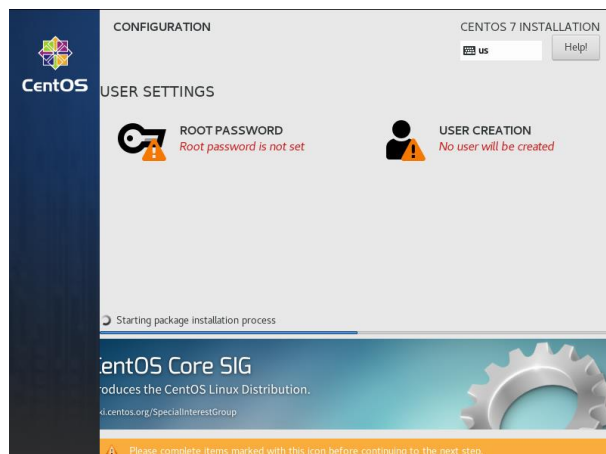 CONFIGURATION
CENTOS 7 INSTALLATION
us
Help!
CentOS
USER SETTINGS
ROOT PASSWORD
Root password is not set
USER CREATION
No user will be created
Starting package installation process
entOS Core SIG
roduces the CentOS Linux Distribution.
ki.centos.org/SpecialInterestGroup
Please complete items marked with this icon before continuing to the next step.